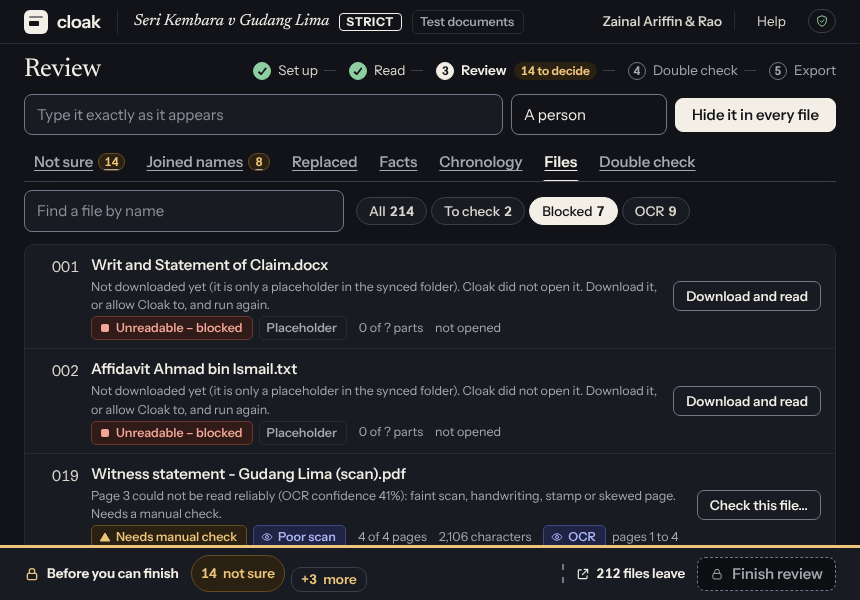 cloak Seri Kembara v Gudang Lima STRICT Test documents Zainal Ariffin & Rao Help
Review Set up Read 3 Review 14 to decide 4 Double check 5 Export
Type it exactly as it appears A person Hide it in every file
Not sure 14 Joined names 8 Replaced Facts Chronology Files Double check
Find a file by name All 214 To check 2 Blocked 7 OCR 9
001 Writ and Statement of Claim.docx
Not downloaded yet (it is only a placeholder in the synced folder). Cloak did not open it. Download it,
or allow Cloak to, and run again.
Download and read
Unreadable – blocked Placeholder 0 of ? parts not opened
002 Affidavit Ahmad bin Ismail.txt
Not downloaded yet (it is only a placeholder in the synced folder). Cloak did not open it. Download it,
or allow Cloak to, and run again.
Download and read
Unreadable – blocked Placeholder 0 of ? parts not opened
019 Witness statement - Gudang Lima (scan).pdf
Page 3 could not be read reliably (OCR confidence 41%): faint scan, handwriting, stamp or skewed page.
Needs a manual check.
Check this file...
Needs manual check Poor scan 4 of 4 pages 2,106 characters OCR pages 1 to 4
Before you can finish 14 not sure +3 more 212 files leave Finish review